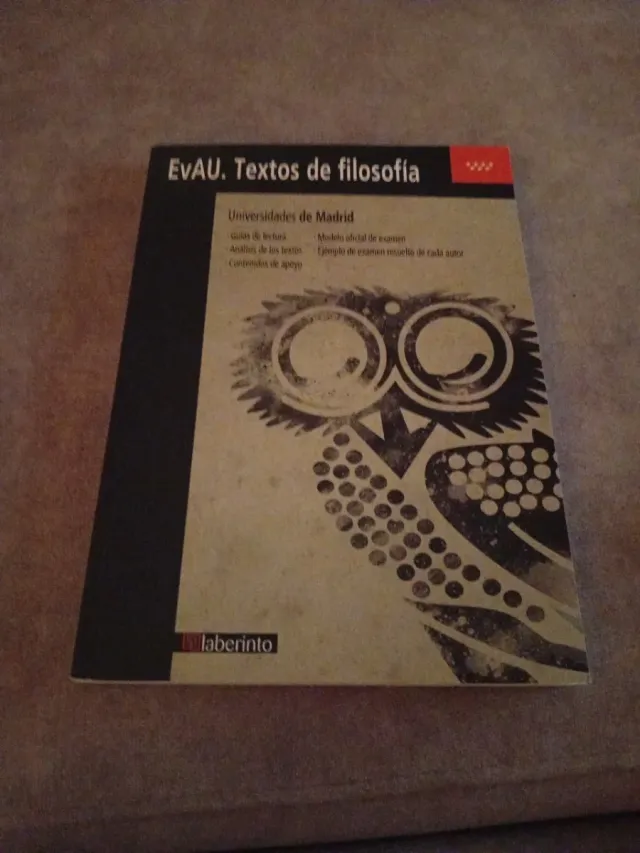 EvAU. Textos de filosofía
Universidades de Madrid
· Guías de lectura
· Análisis de los textos
· Contenidos de apoyo
· Modelo oficial de examen
· Ejemplo de examen resuelto de cada autor
laberinto